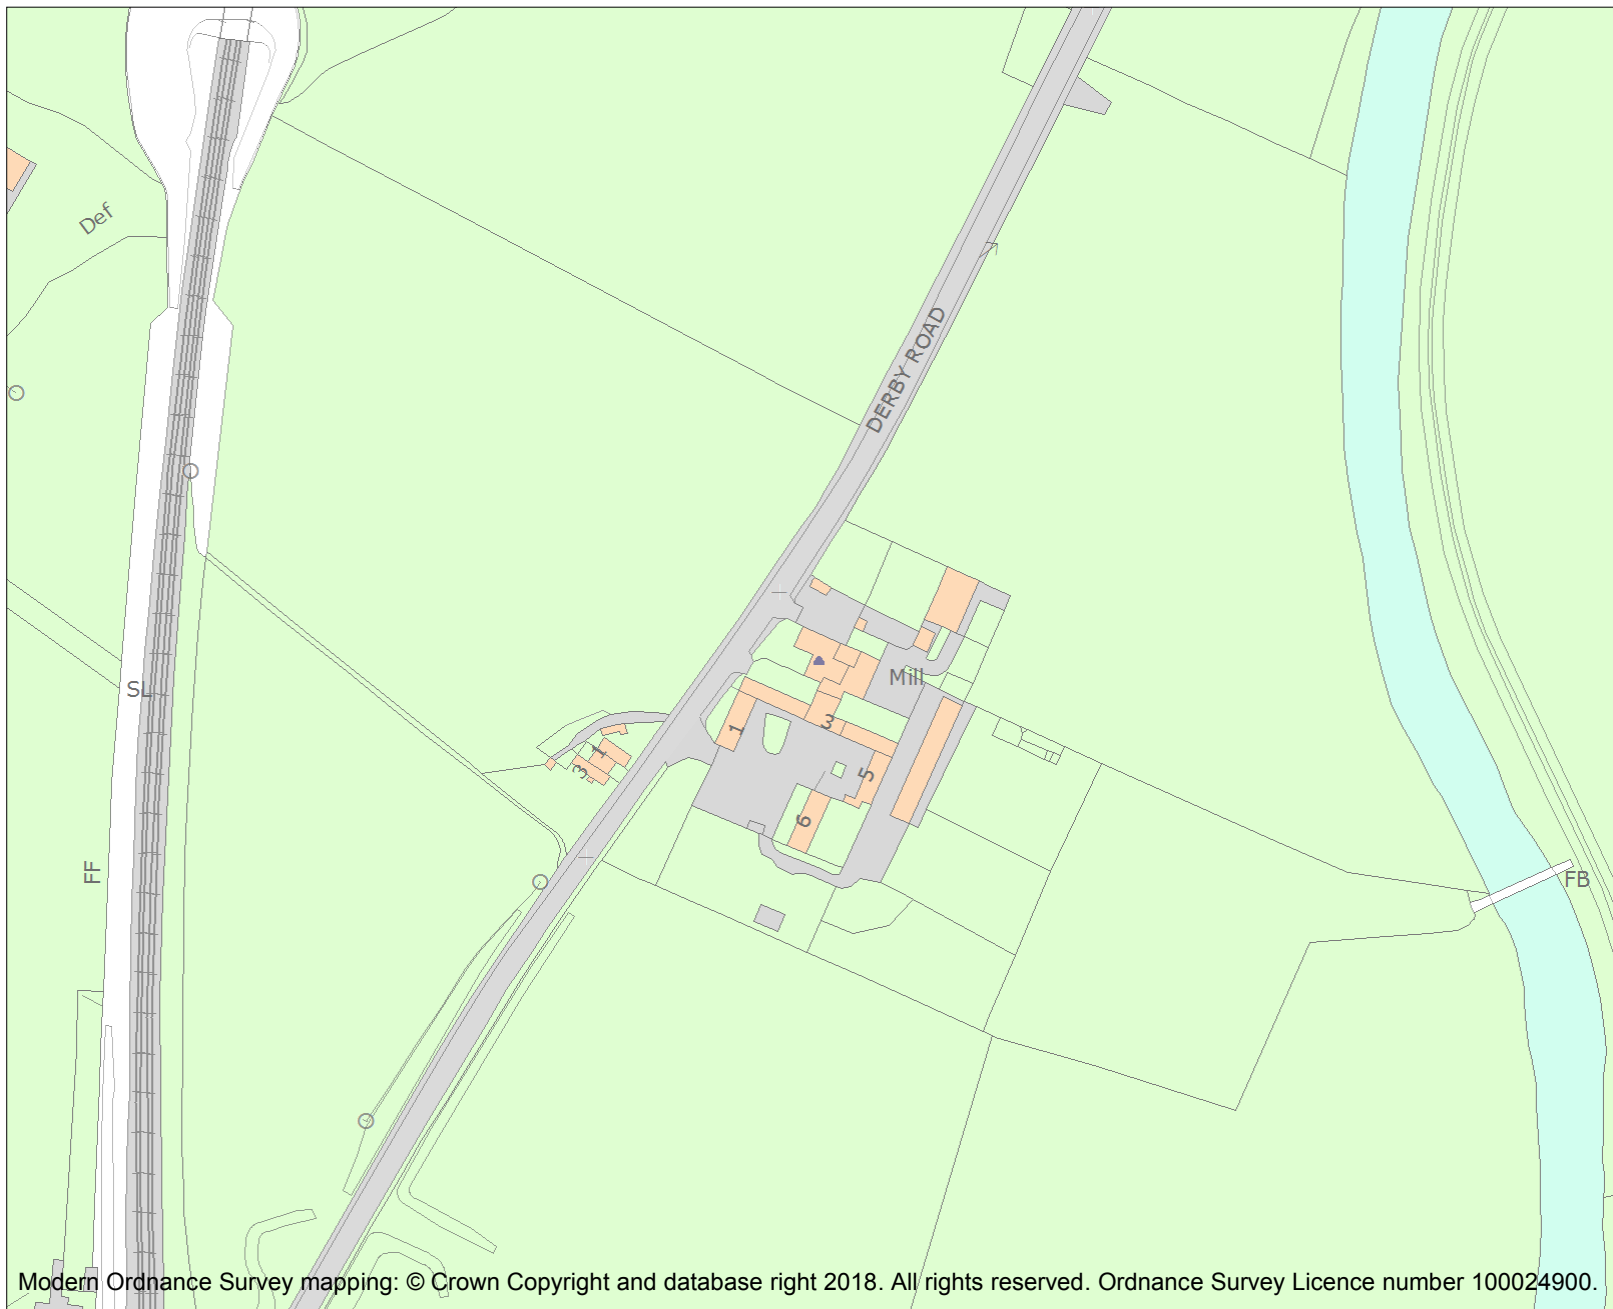 Def
DERBY ROAD
Mill
SL
1
3
1
3
5
6
FF
FB
Modern Ordnance Survey mapping: © Crown Copyright and database right 2018. All rights reserved. Ordnance Survey Licence number 100024900.